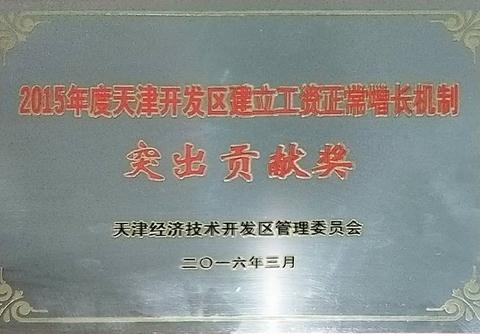 2015年度天津开发区建立工资正常增长机制
突出贡献奖
天津经济技术开发区管理委员会
二〇一六年三月